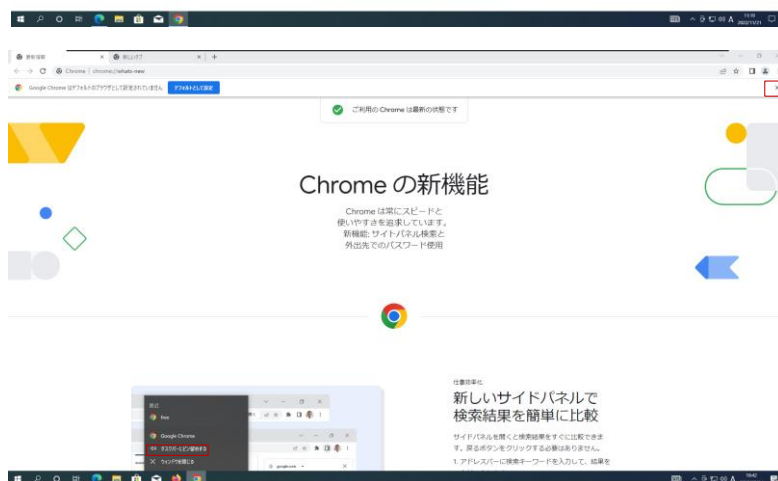 最新情報
新しいタブ
Chrome | chrome://whats-new
Google Chrome はデフォルトのブラウザとして設定されていません
デフォルトとして設定
ご利用の Chrome は最新の状態です
Chrome の新機能
Chrome は常にスピードと
使いやすさを追求しています。
新機能: サイドパネル検索と
外出先でのパスワード使用
仕事効率化
新しいサイドパネルで
検索結果を簡単に比較
サイドパネルを開くと検索結果をすぐに比較できま
す。戻るボタンをクリックする必要はありません。
1. アドレスバーに検索キーワードを入力して、結果を
Google Chrome
タスクバーにピン留めする
ウィンドウを閉じる